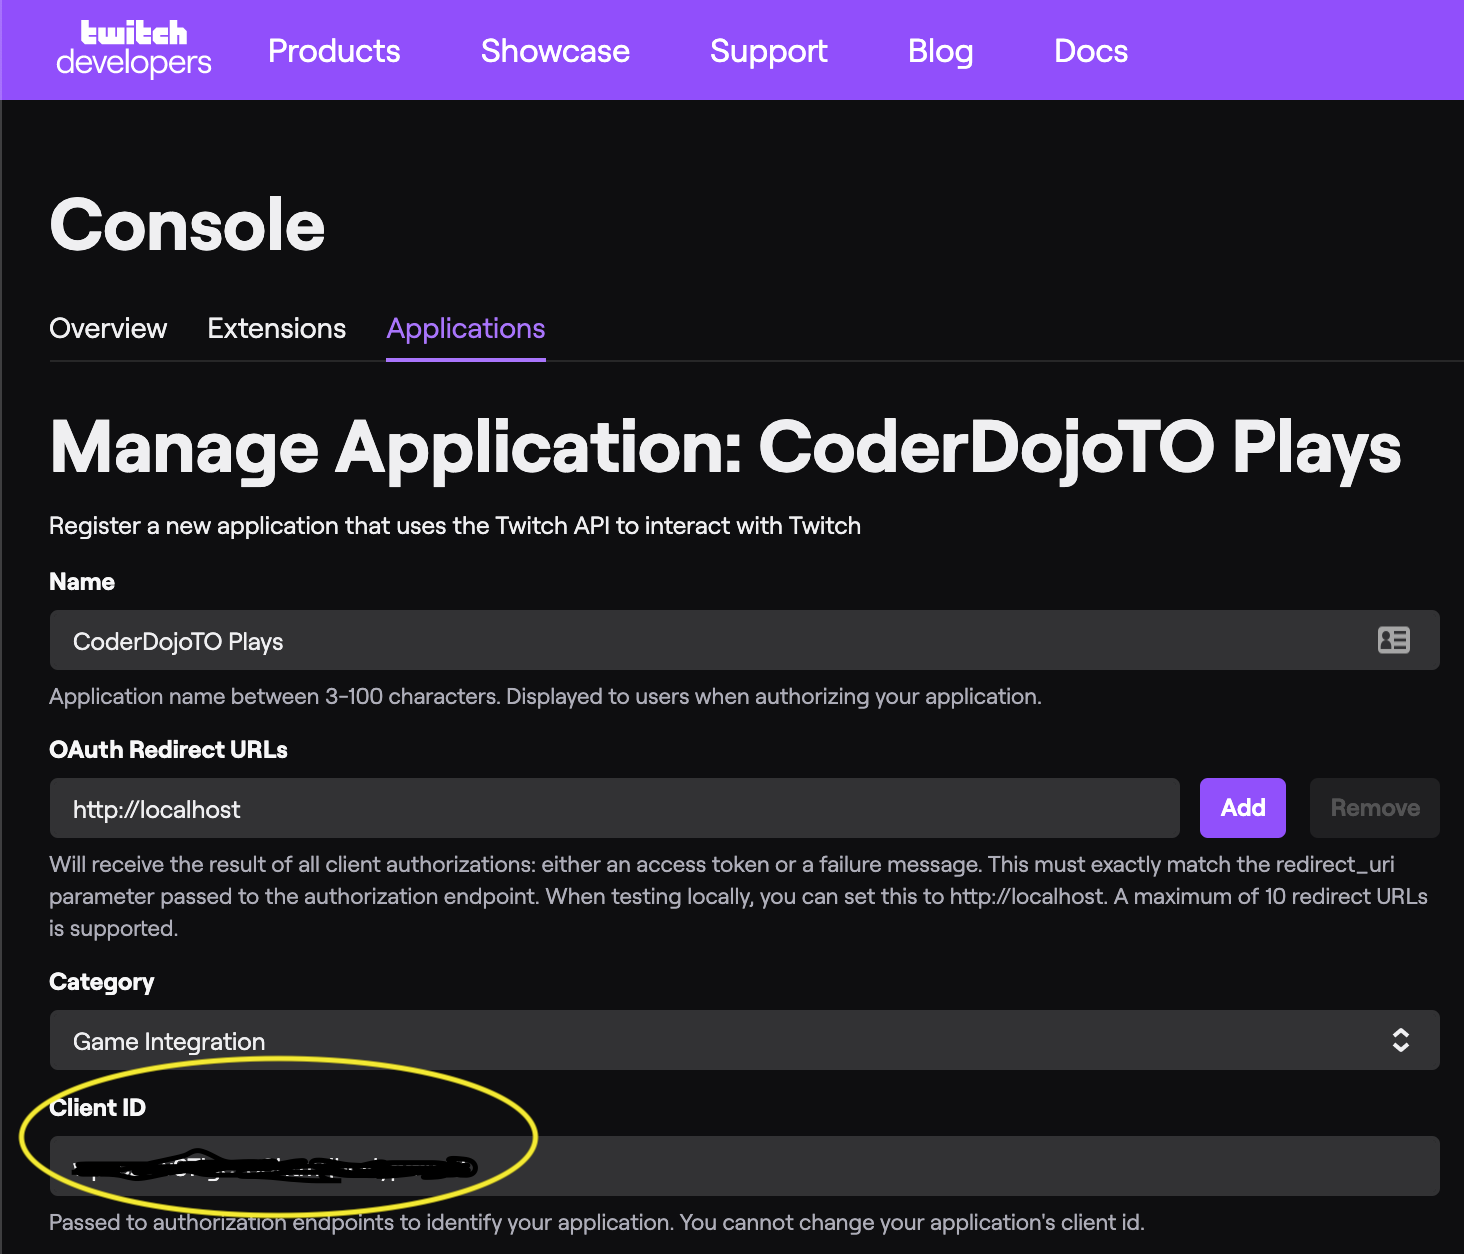 twitch
developers
Products
Showcase
Support
Blog
Docs
Console
Overview
Extensions
Applications
Manage Application: CoderDojoTO Plays
Register a new application that uses the Twitch API to interact with Twitch
Name
CoderDojoTO Plays
Application name between 3-100 characters. Displayed to users when authorizing your application.
OAuth Redirect URLs
http://localhost
Add
Remove
Will receive the result of all client authorizations: either an access token or a failure message. This must exactly match the redirect_uri
parameter passed to the authorization endpoint. When testing locally, you can set this to http://localhost. A maximum of 10 redirect URLs
is supported.
Category
Game Integration
Client ID
Passed to authorization endpoints to identify your application. You cannot change your application's client id.